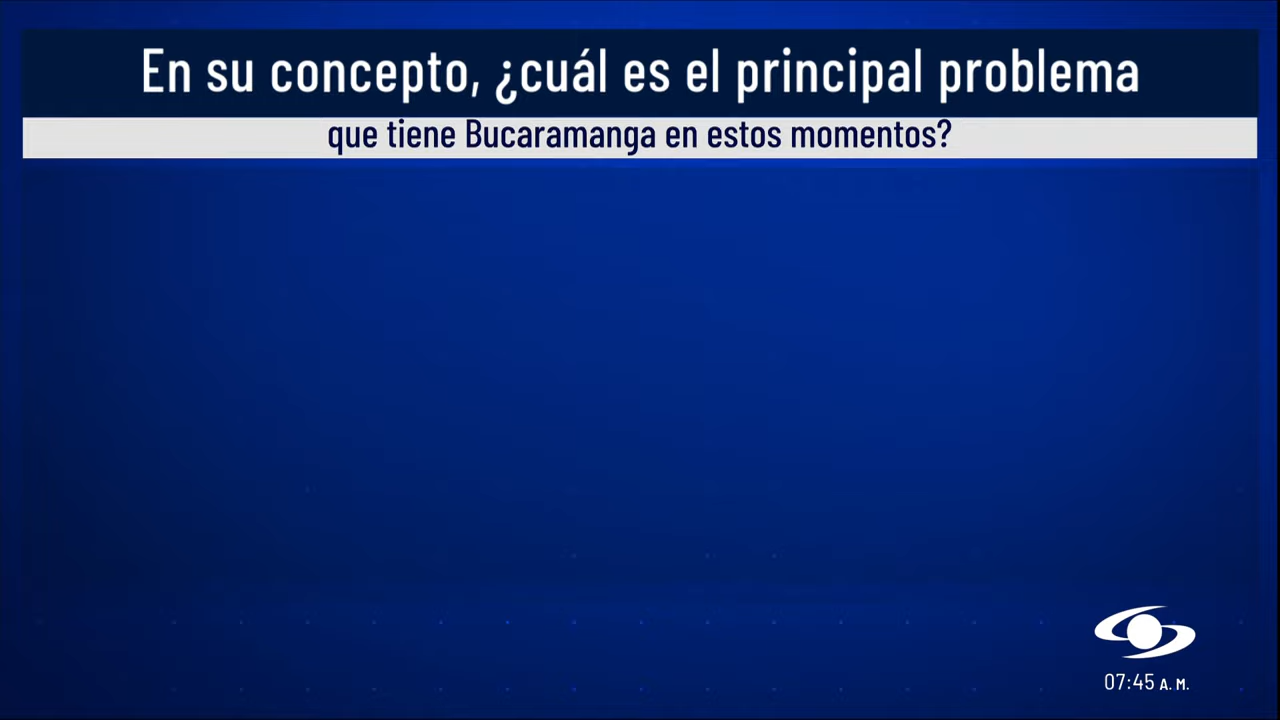 En su concepto, ¿cuál es el principal problema
que tiene Bucaramanga en estos momentos?
07:45 A. M.